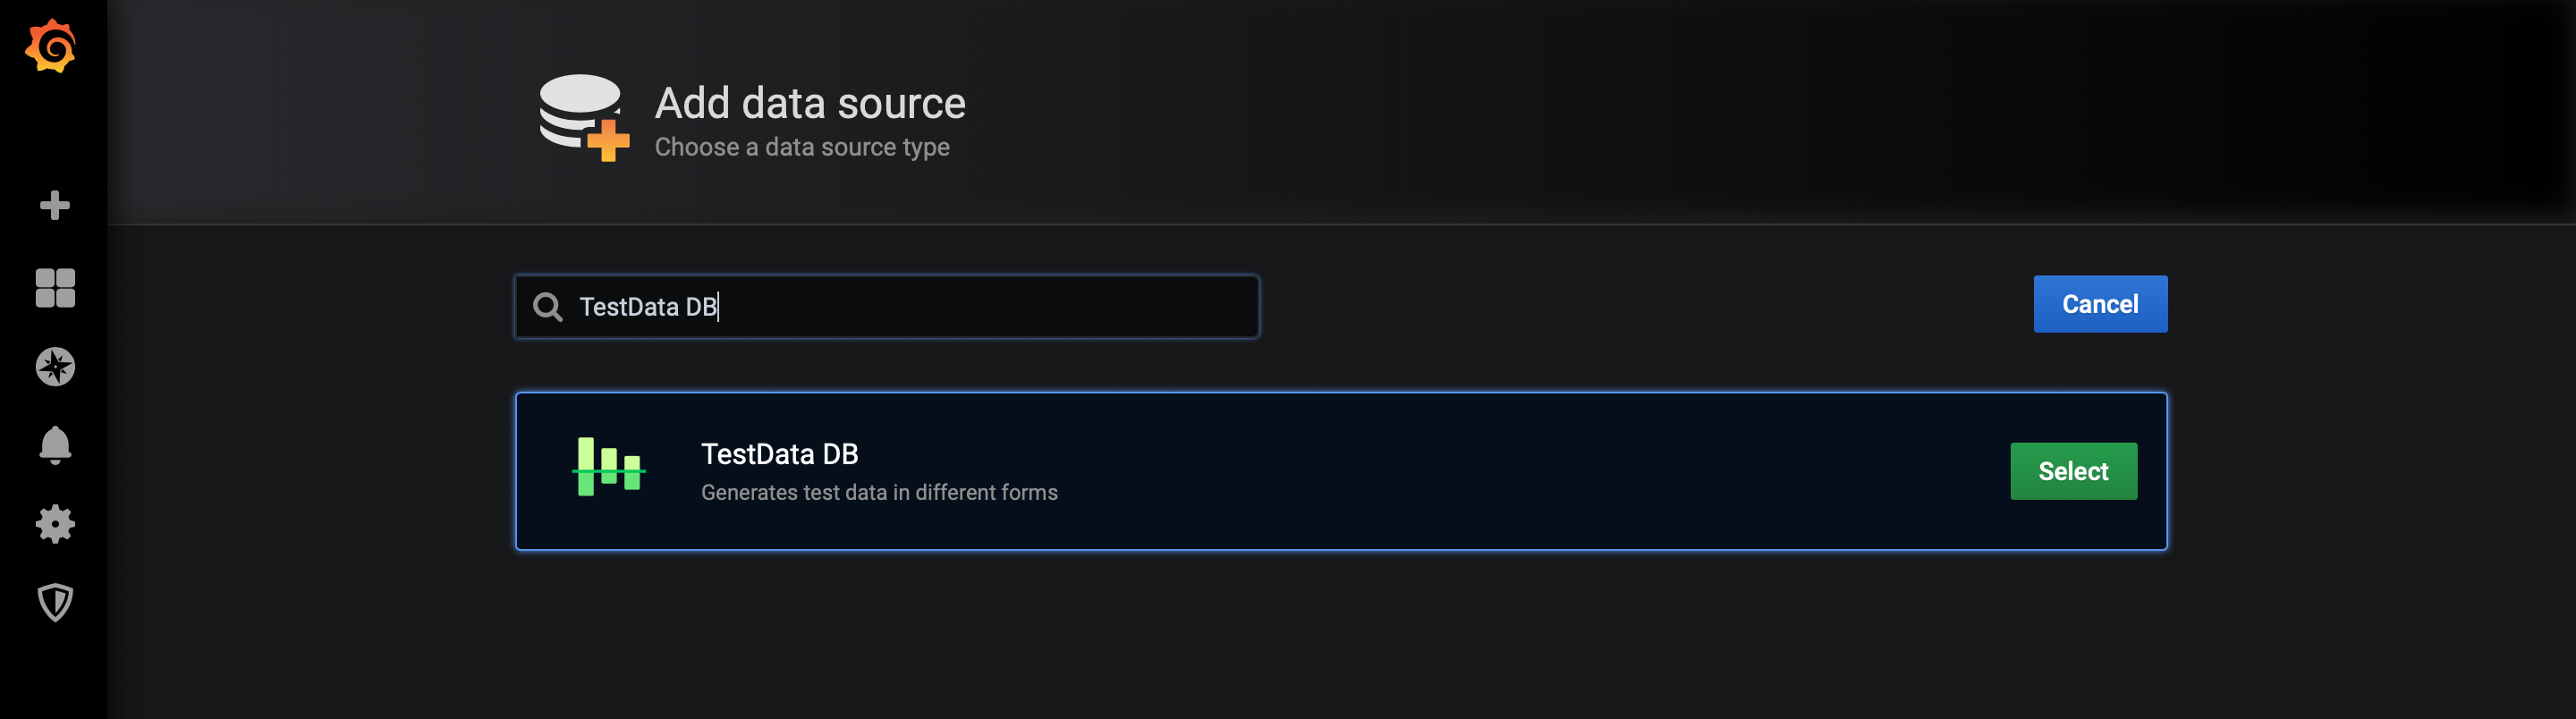 Add data source
Choose a data source type
TestData DB
Cancel
TestData DB
Generates test data in different forms
Select